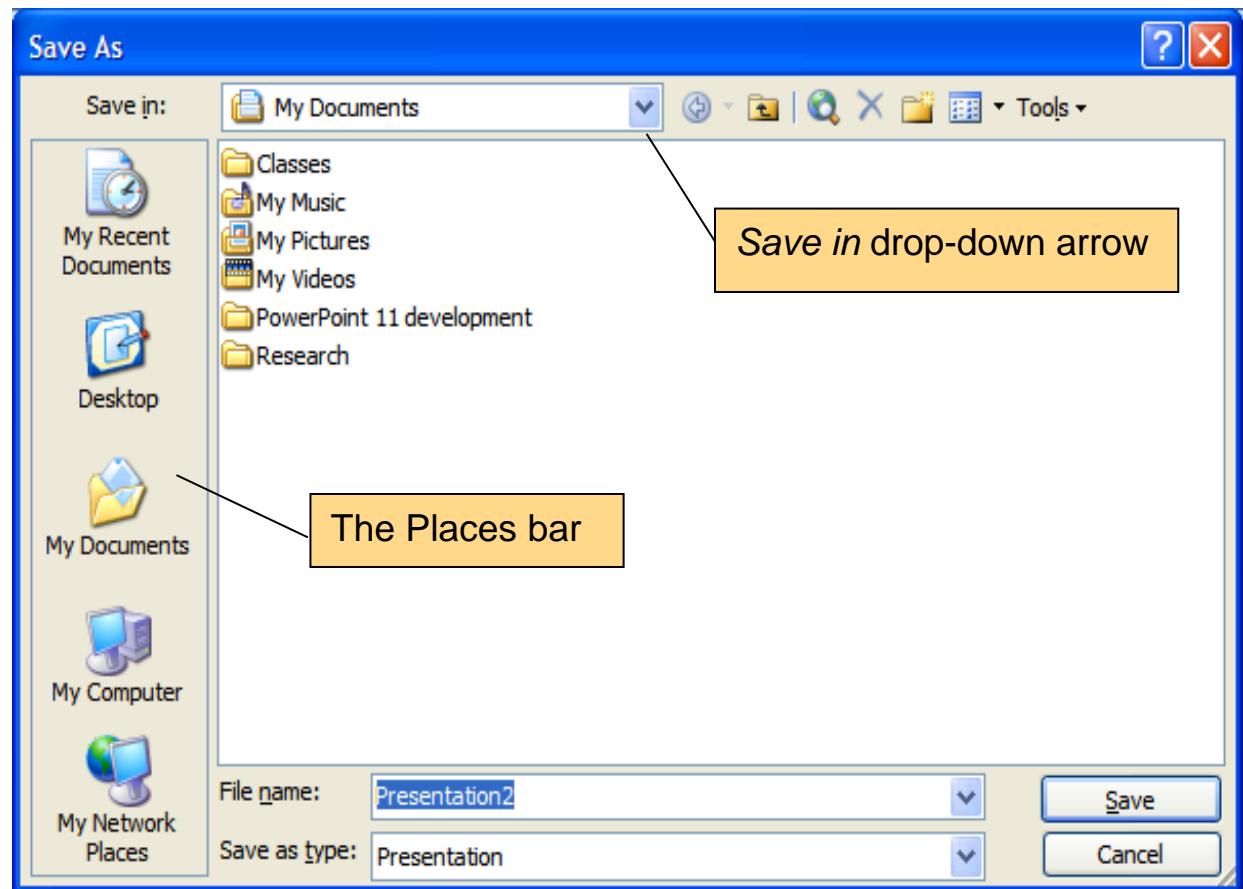 Save As
?
Save in:
My Documents
Tools
My Recent
Documents
Desktop
My Documents
My Computer
My Network
Places
Classes
My Music
My Pictures
My Videos
PowerPoint 11 development
Research
Save in drop-down arrow
The Places bar
File name:
Presentation2
Save
Save as type:
Presentation
Cancel